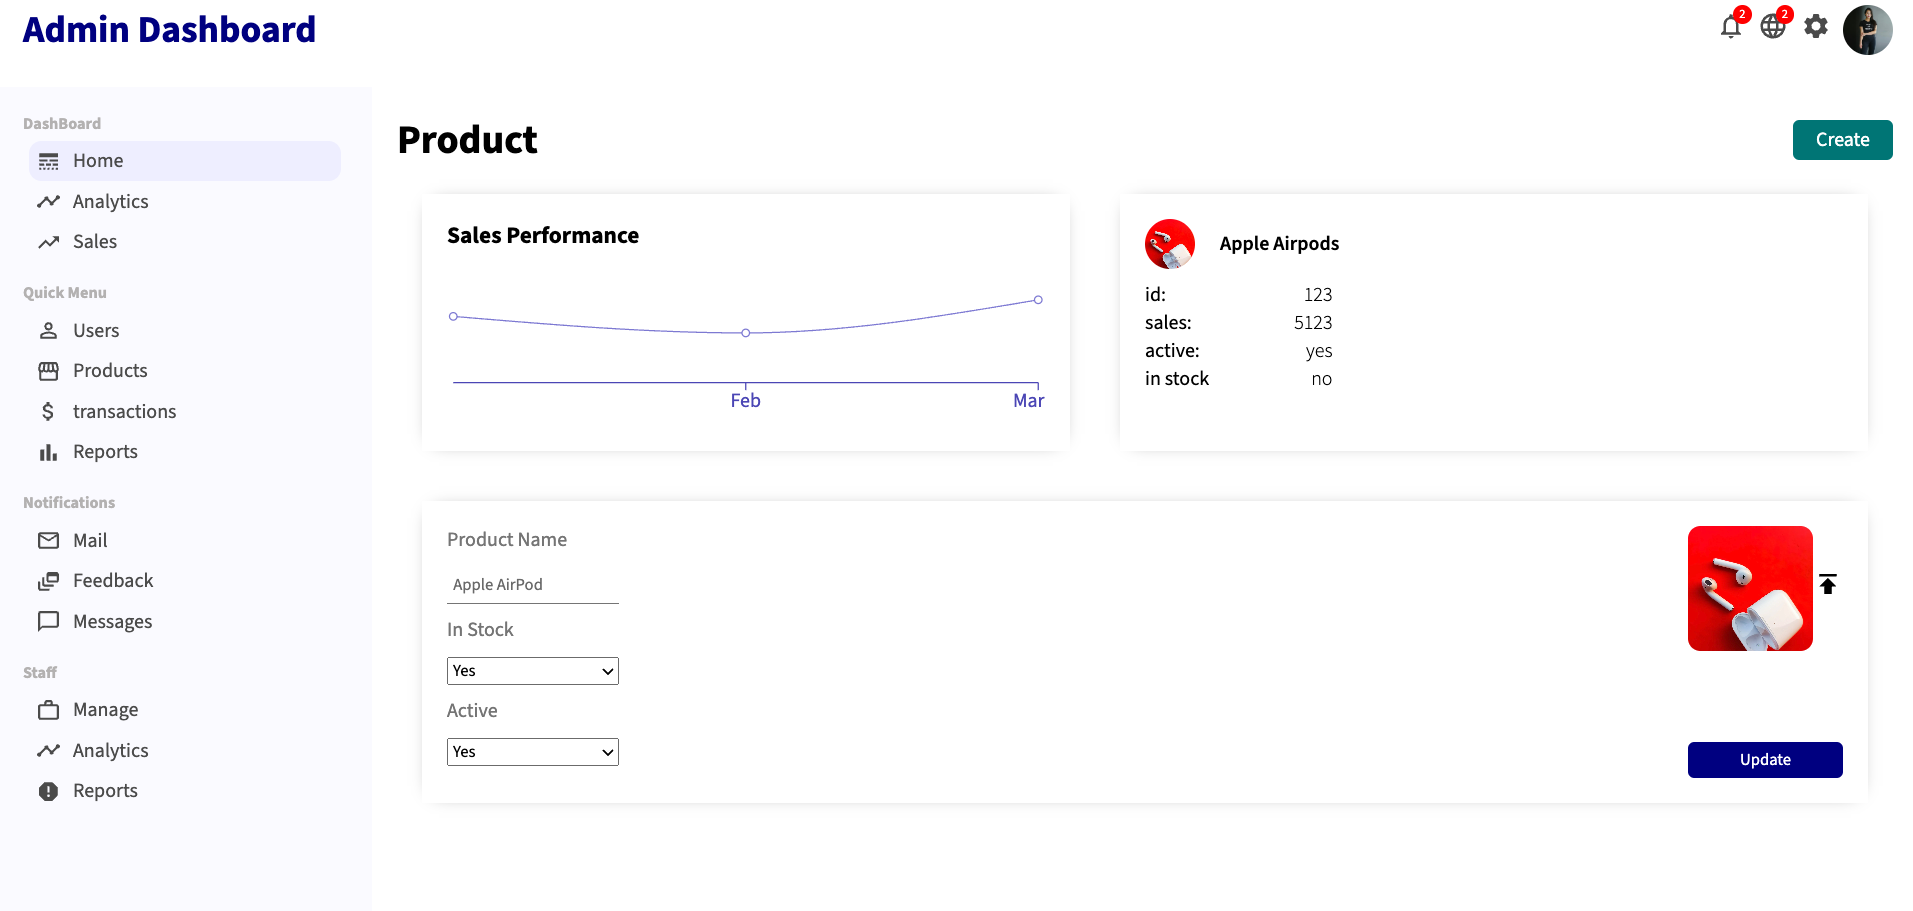 Admin Dashboard
2
2
DashBoard
Home
Analytics
Sales
Quick Menu
Users
Products
transactions
Reports
Notifications
Mail
Feedback
Messages
Staff
Manage
Analytics
Reports
Product
Create
Sales Performance
Feb
Mar
Apple Airpods
id: 123
sales: 5123
active: yes
in stock no
Product Name
Apple AirPod
In Stock
Yes
Active
Yes
Update